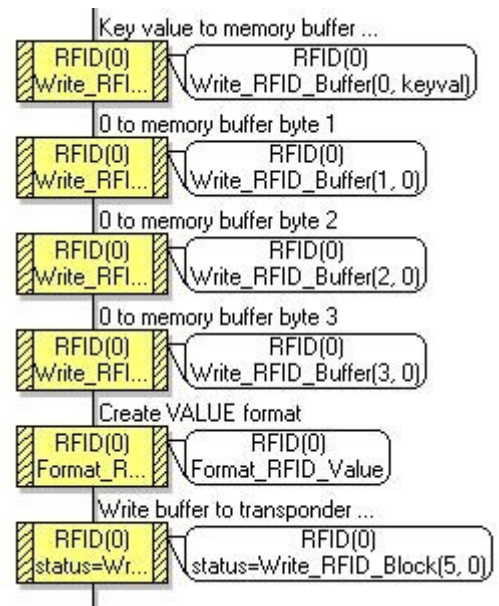 Key value to memory buffer ...
RFID(0) RFID(0)
Write_RFI... Write_RFID_Buffer(0, keyval)
0 to memory buffer byte 1
RFID(0) RFID(0)
Write_RFI... Write_RFID_Buffer(1, 0)
0 to memory buffer byte 2
RFID(0) RFID(0)
Write_RFI... Write_RFID_Buffer(2, 0)
0 to memory buffer byte 3
RFID(0) RFID(0)
Write_RFI... Write_RFID_Buffer(3, 0)
Create VALUE format
RFID(0) RFID(0)
Format_R... Format_RFID_Value
Write buffer to transponder ...
RFID(0) RFID(0)
status=Wr... status=Write_RFID_Block(5, 0)